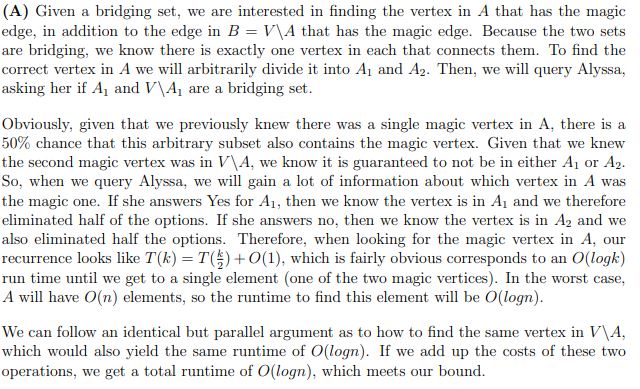 (A) Given a bridging set, we are interested in finding the vertex in A that has the magic
edge, in addition to the edge in B = V\A that has the magic edge. Because the two sets
are bridging, we know there is exactly one vertex in each that connects them. To find the
correct vertex in A we will arbitrarily divide it into A₁ and A₂. Then, we will query Alyssa,
asking her if A₁ and V\A₁ are a bridging set.
Obviously, given that we previously knew there was a single magic vertex in A, there is a
50% chance that this arbitrary subset also contains the magic vertex. Given that we knew
the second magic vertex was in V\A, we know it is guaranteed to not be in either A₁ or A₂.
So, when we query Alyssa, we will gain a lot of information about which vertex in A was
the magic one. If she answers Yes for A₁, then we know the vertex is in A₁ and we therefore
eliminated half of the options. If she answers no, then we know the vertex is in A₂ and we
also eliminated half the options. Therefore, when looking for the magic vertex in A, our
recurrence looks like T(k) = T(k/2) + O(1), which is fairly obvious corresponds to an O(logk)
run time until we get to a single element (one of the two magic vertices). In the worst case,
A will have O(n) elements, so the runtime to find this element will be O(logn).
We can follow an identical but parallel argument as to how to find the same vertex in V\A,
which would also yield the same runtime of O(logn). If we add up the costs of these two
operations, we get a total runtime of O(logn), which meets our bound.